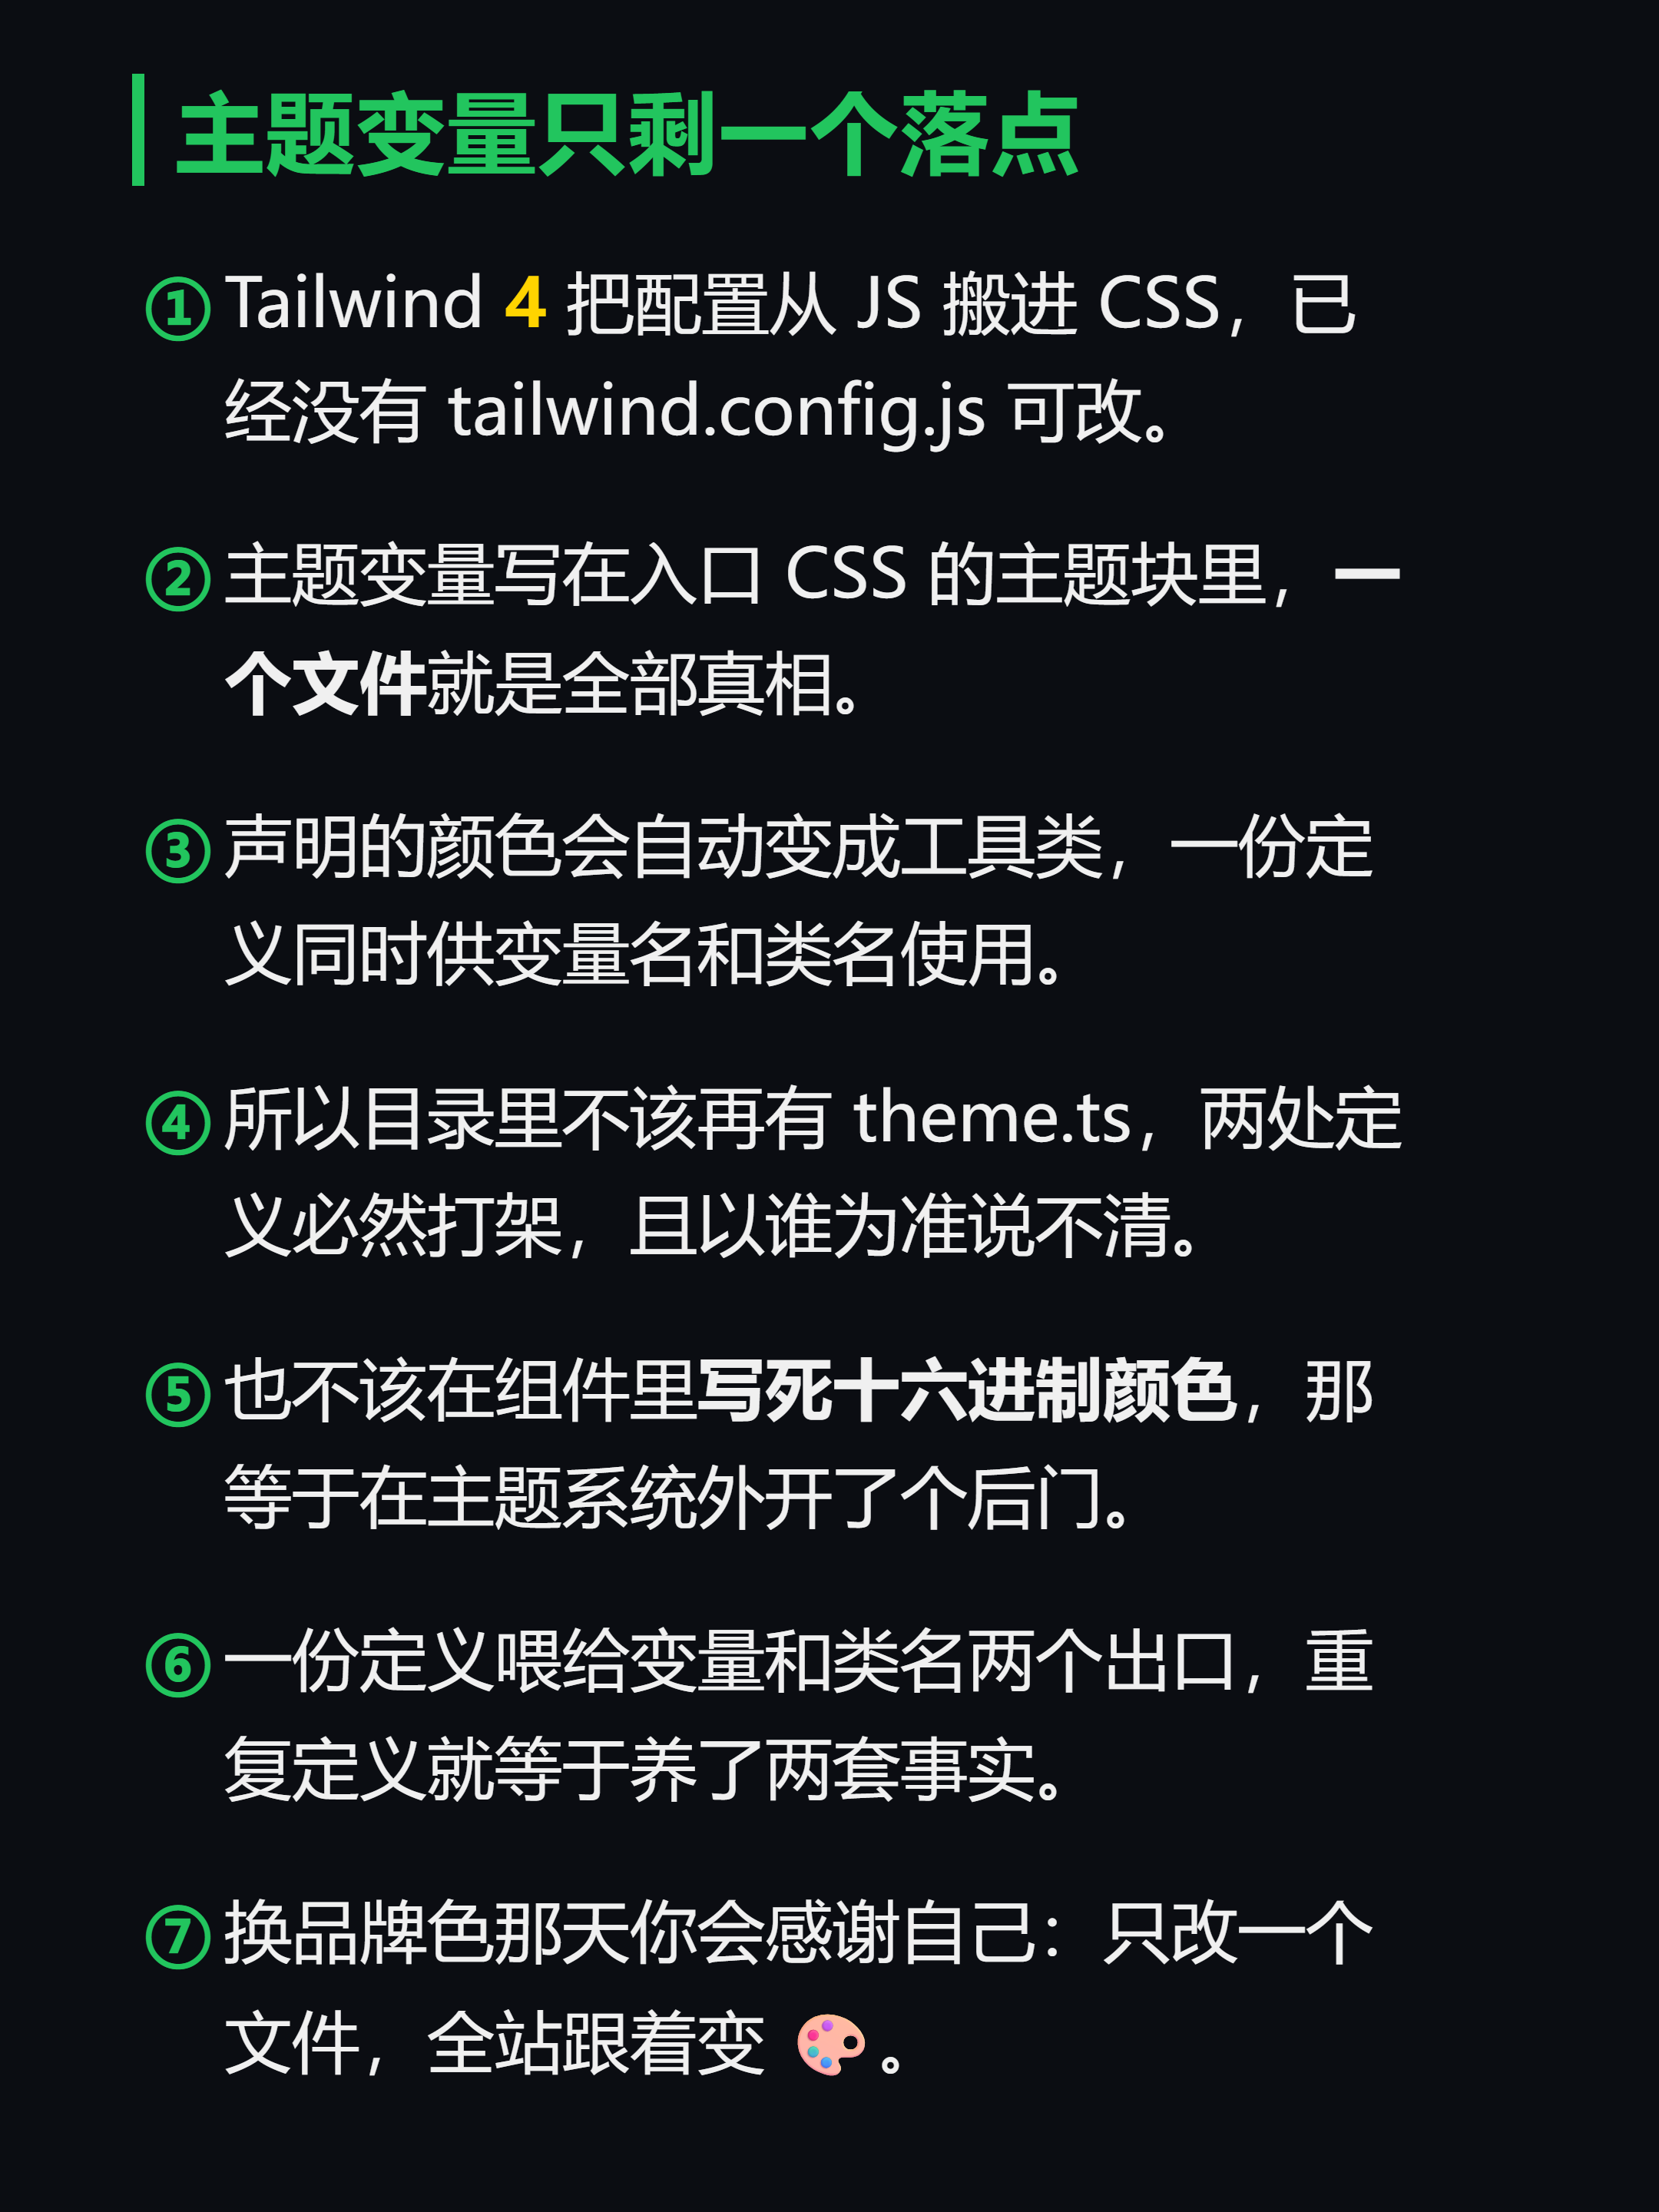 主题变量只剩一个落点
① Tailwind 4 把配置从 JS 搬进 CSS，已
经没有 tailwind.config.js 可改。
② 主题变量写在入口 CSS 的主题块里，一
个文件就是全部真相。
③ 声明的颜色会自动变成工具类，一份定
义同时供变量名和类名使用。
④ 所以目录里不该再有 theme.ts，两处定
义必然打架，且以谁为准说不清。
⑤ 也不该在组件里写死十六进制颜色，那
等于在主题系统外开了个后门。
⑥ 一份定义喂给变量和类名两个出口，重
复定义就等于养了两套事实。
⑦ 换品牌色那天你会感谢自己：只改一个
文件，全站跟着变 🎨。